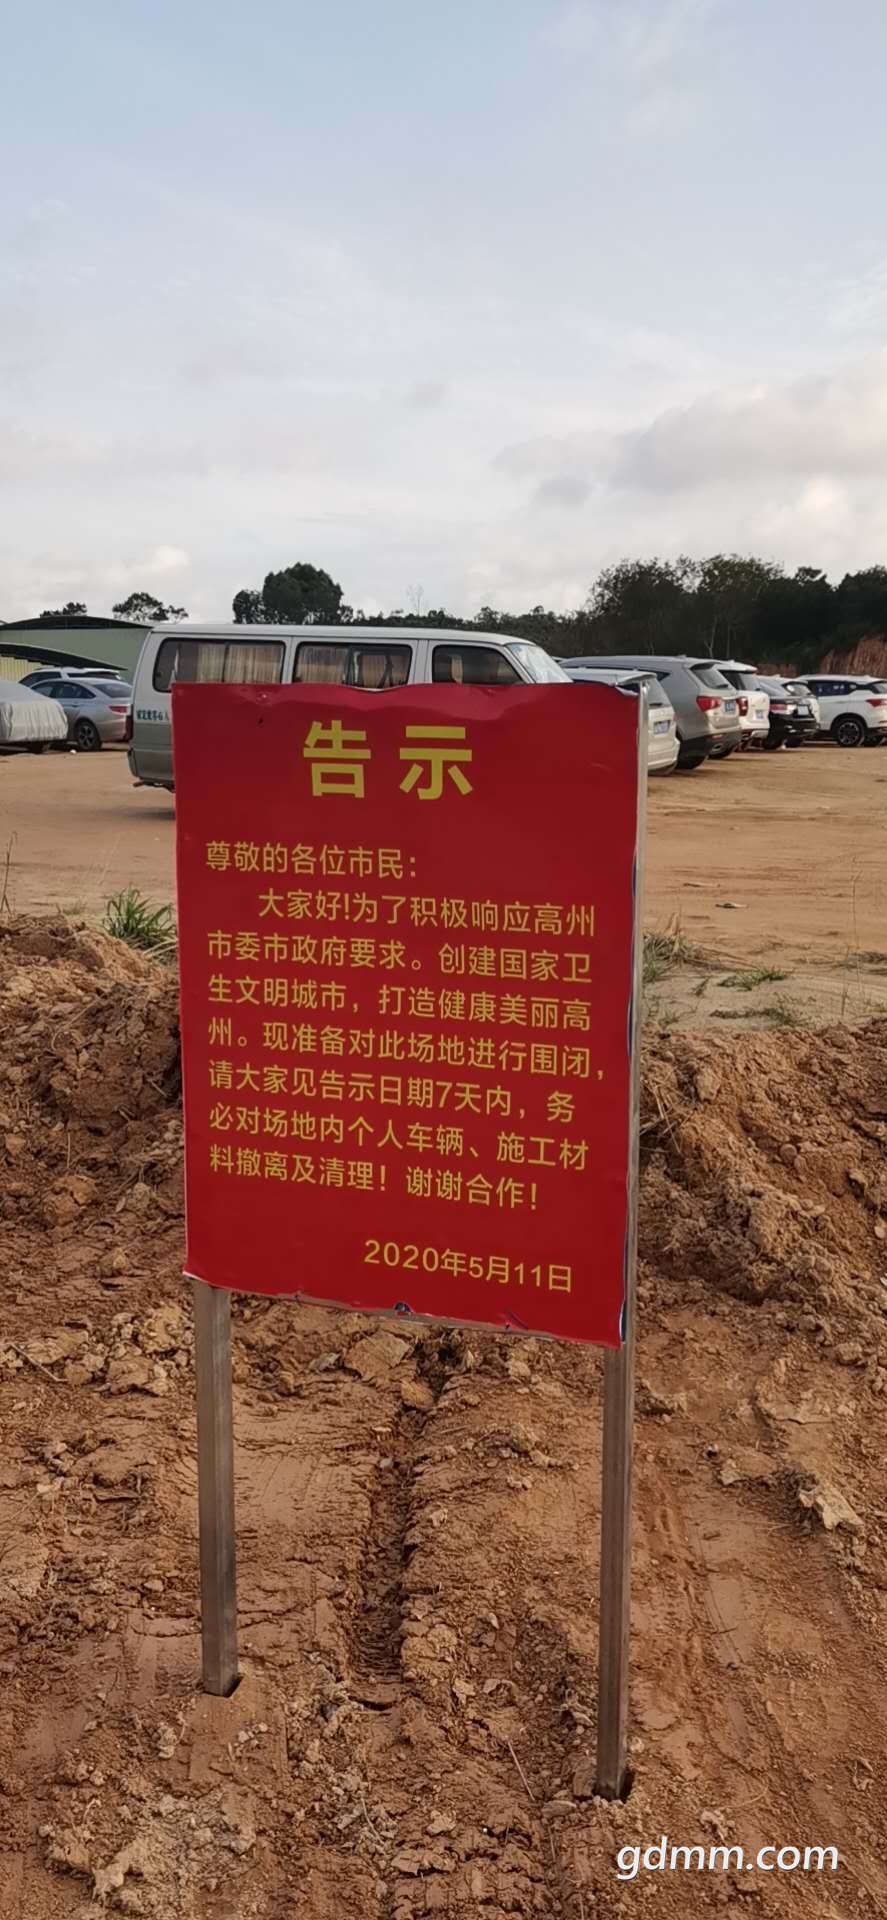 告示
尊敬的各位市民：
大家好!为了积极响应高州
市委市政府要求。创建国家卫
生文明城市，打造健康美丽高
州。现准备对此场地进行围闭，
请大家见告示日期7天内，务
必对场地内个人车辆、施工材
料撤离及清理！谢谢合作！
2020年5月11日
gdmm.com